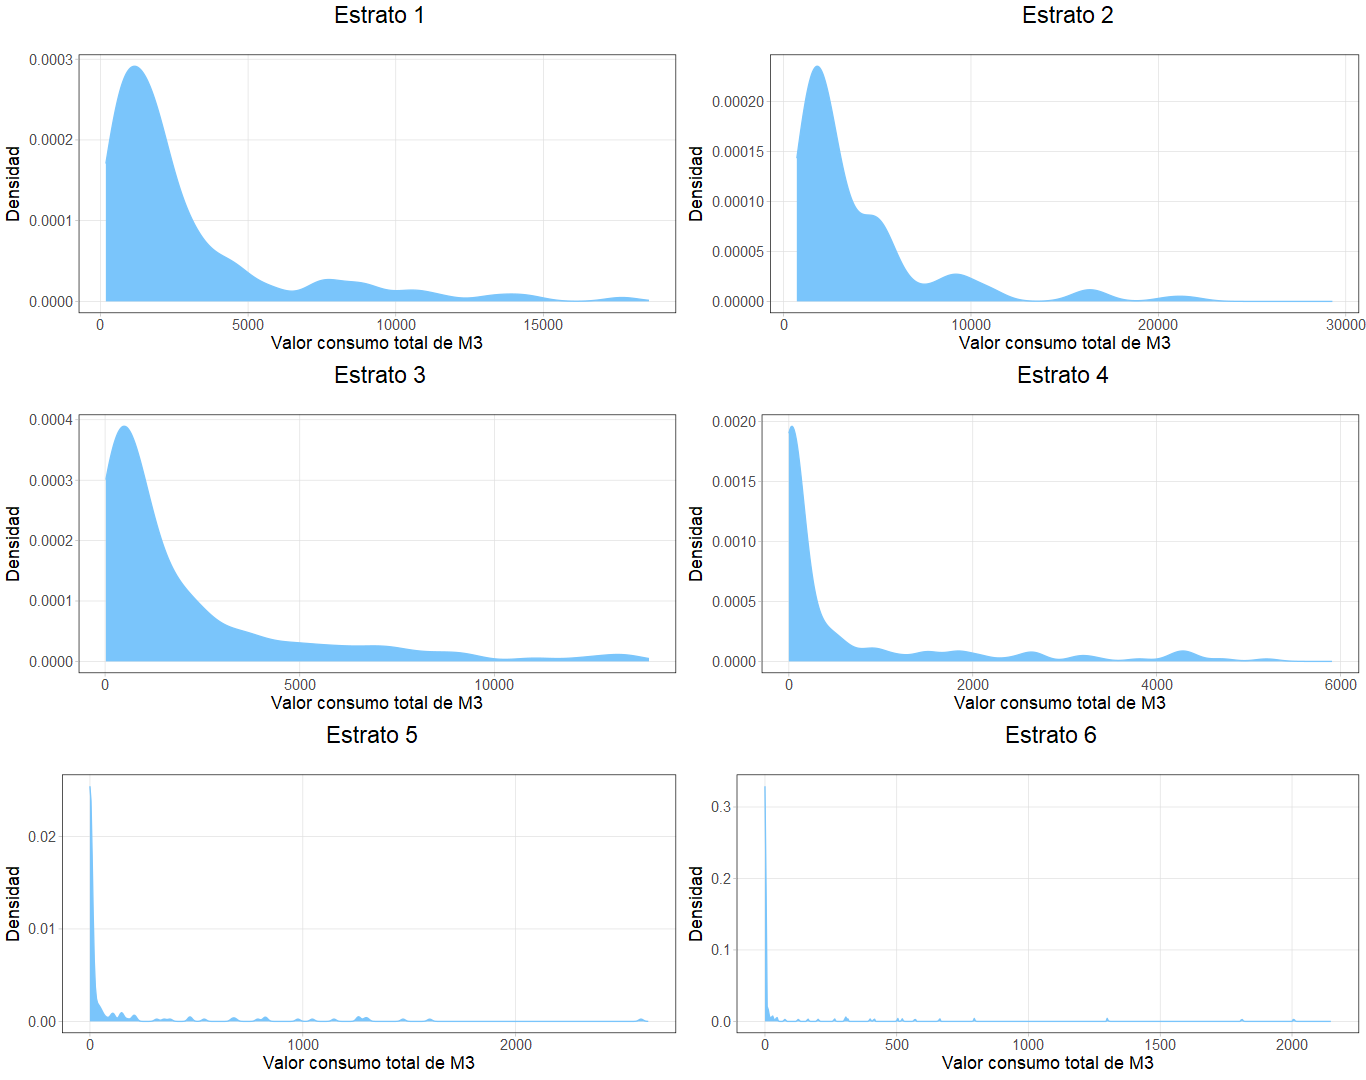 Estrato 1
0.0003
0.0002
0.0001
0.0000
Densidad
0
5000
10000
15000
Valor consumo total de M3
Estrato 2
0.00020
0.00015
0.00010
0.00005
0.00000
Densidad
0
10000
20000
30000
Valor consumo total de M3
Estrato 3
0.0004
0.0003
0.0002
0.0001
0.0000
Densidad
0
5000
10000
Valor consumo total de M3
Estrato 4
0.0020
0.0015
0.0010
0.0005
0.0000
Densidad
0
2000
4000
6000
Valor consumo total de M3
Estrato 5
0.02
0.01
0.00
Densidad
0
1000
2000
Valor consumo total de M3
Estrato 6
0.3
0.2
0.1
0.0
Densidad
0
500
1000
1500
2000
Valor consumo total de M3